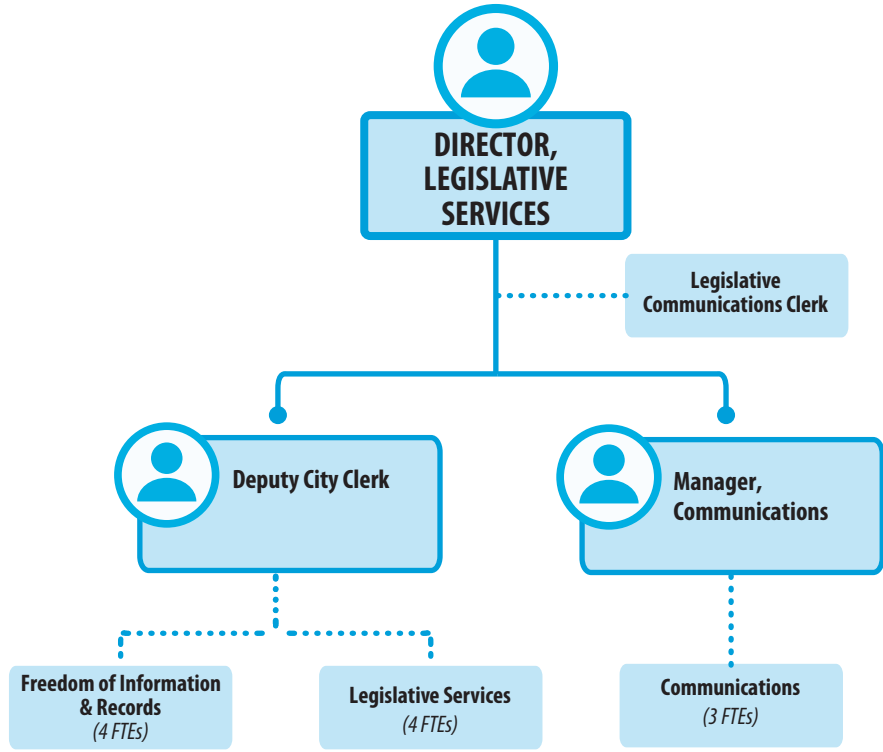 DIRECTOR,
LEGISLATIVE
SERVICES
Legislative
Communications Clerk
Deputy City Clerk
Manager,
Communications
Freedom of Information
& Records
(4 FTEs)
Legislative Services
(4 FTEs)
Communications
(3 FTEs)